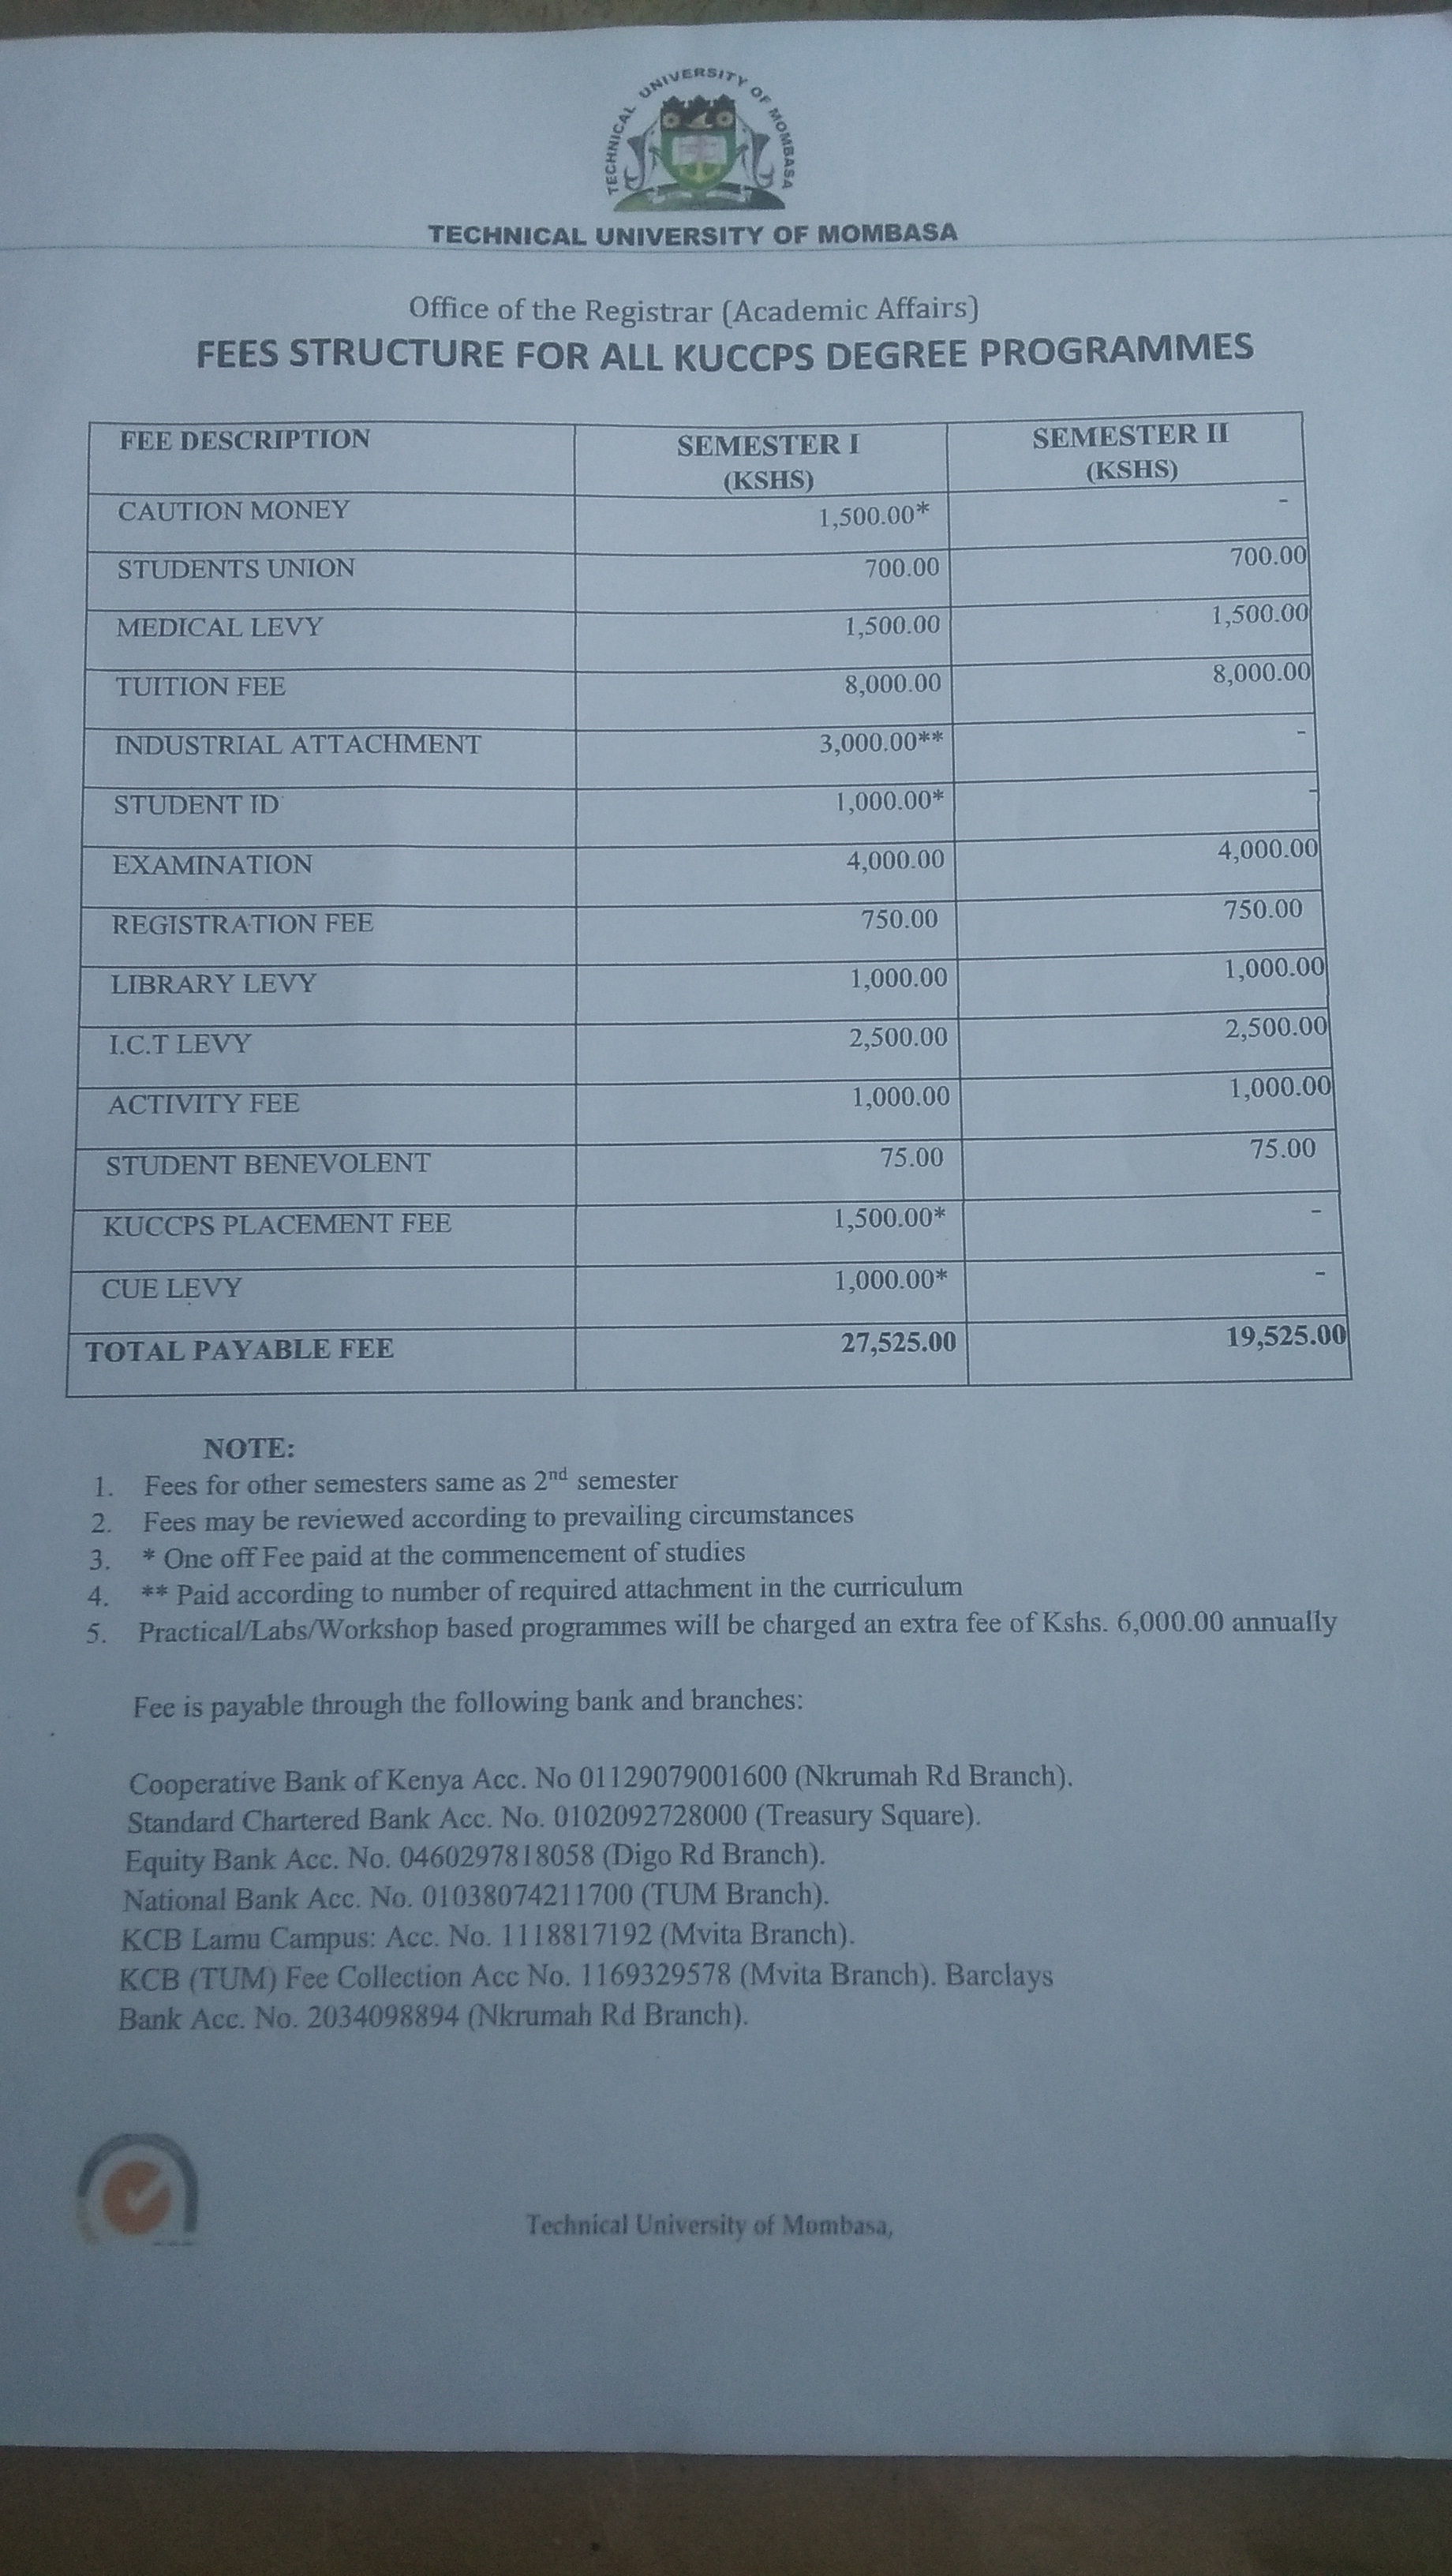 TECHNICAL UNIVERSITY OF MOMBASA
TECHNICAL UNIVERSITY OF MOMBASA
Office of the Registrar (Academic Affairs)
FEES STRUCTURE FOR ALL KUCCPS DEGREE PROGRAMMES
FEE DESCRIPTION SEMESTER I (KSHS) SEMESTER II (KSHS)
CAUTION MONEY 1,500.00* -
STUDENTS UNION 700.00 700.00
MEDICAL LEVY 1,500.00 1,500.00
TUITION FEE 8,000.00 8,000.00
INDUSTRIAL ATTACHMENT 3,000.00** -
STUDENT ID 1,000.00* -
EXAMINATION 4,000.00 4,000.00
REGISTRATION FEE 750.00 750.00
LIBRARY LEVY 1,000.00 1,000.00
I.C.T LEVY 2,500.00 2,500.00
ACTIVITY FEE 1,000.00 1,000.00
STUDENT BENEVOLENT 75.00 75.00
KUCCPS PLACEMENT FEE 1,500.00* -
CUE LEVY 1,000.00* -
TOTAL PAYABLE FEE 27,525.00 19,525.00
NOTE:
1. Fees for other semesters same as 2nd semester
2. Fees may be reviewed according to prevailing circumstances
3. * One off Fee paid at the commencement of studies
4. ** Paid according to number of required attachment in the curriculum
5. Practical/Labs/Workshop based programmes will be charged an extra fee of Kshs. 6,000.00 annually
Fee is payable through the following bank and branches:
Cooperative Bank of Kenya Acc. No 01129079001600 (Nkrumah Rd Branch).
Standard Chartered Bank Acc. No. 0102092728000 (Treasury Square).
Equity Bank Acc. No. 0460297818058 (Digo Rd Branch).
National Bank Acc. No. 01038074211700 (TUM Branch).
KCB Lamu Campus: Acc. No. 1118817192 (Mvita Branch).
KCB (TUM) Fee Collection Acc No. 1169329578 (Mvita Branch). Barclays
Bank Acc. No. 2034098894 (Nkrumah Rd Branch).
Technical University of Mombasa,